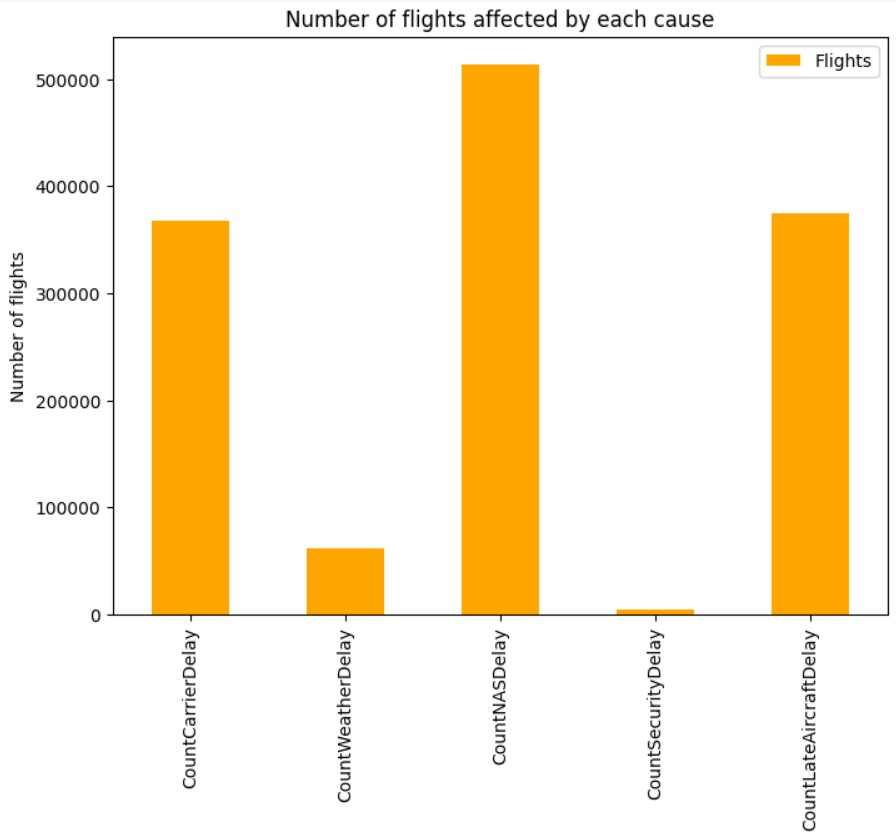 Number of flights affected by each cause
Flights
Number of flights
500000
400000
300000
200000
100000
0
CountCarrierDelay
CountWeatherDelay
CountNASDelay
CountSecurityDelay
CountLateAircraftDelay